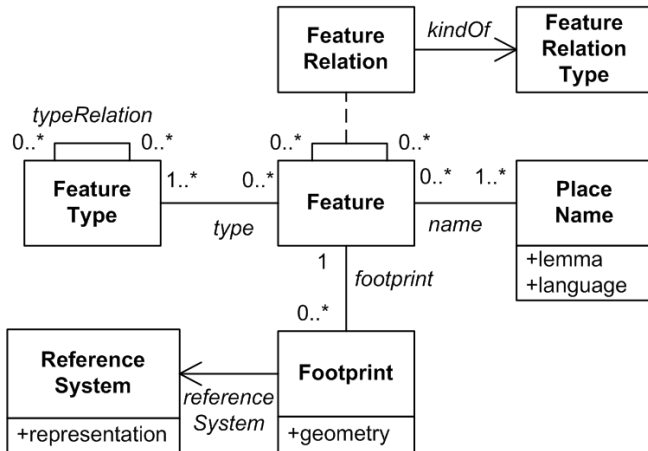 Feature
Relation
kindOf
Feature
Relation
Type
typeRelation
0..*
0..*
0..*
0..*
Feature
Type
1..*
0..*
type
Feature
0..*
1..*
name
Place
Name
+lemma
+language
1
footprint
0..*
Reference
System
+representation
reference
System
Footprint
+geometry